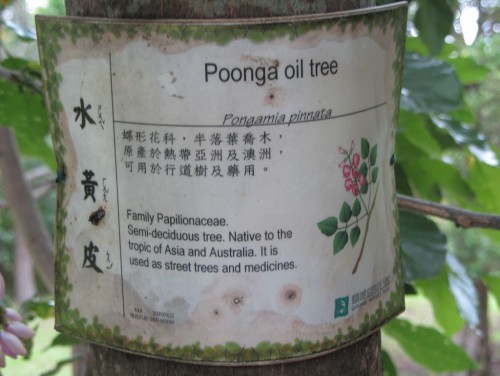 Poonga oil tree
Pongamia pinnata
水黃皮
蝶形花科，半落葉喬木，
原產於熱帶亞洲及澳洲，
可用於行道樹及藥用。
Family Papilionaceae.
Semi-deciduous tree. Native to the
tropic of Asia and Australia. It is
used as street trees and medicines.